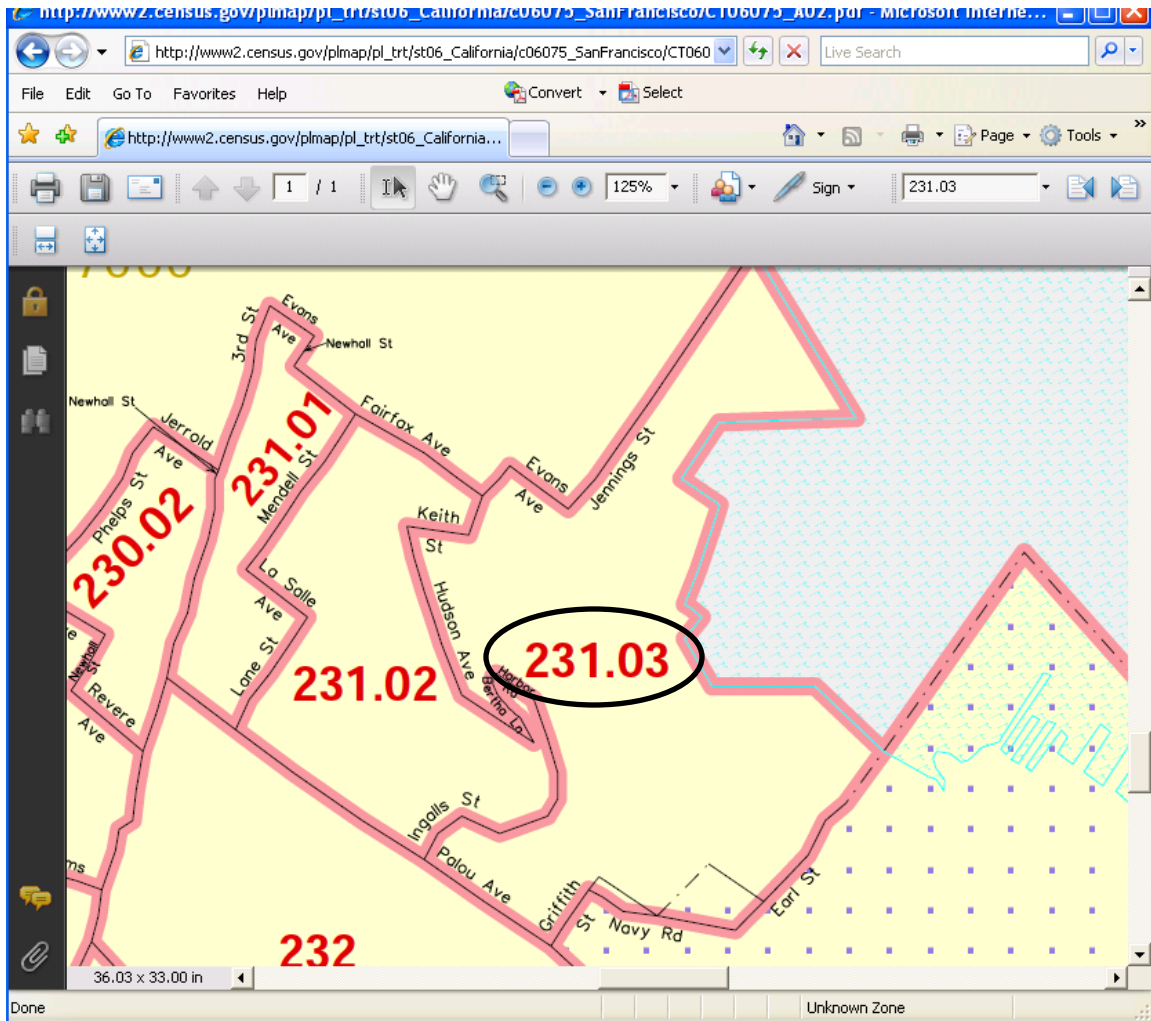 http://www2.census.gov/plmap/pl_trt/st06_California/c06075_SanFrancisco/CT06075_A02.pdf - Microsoft Interne...
http://www2.census.gov/plmap/pl_trt/st06_California/c06075_SanFrancisco/CT060
Live Search
File Edit Go To Favorites Help
Convert Select
http://www2.census.gov/plmap/pl_trt/st06_California...
Page Tools »
1 / 1
125%
Sign
231.03
3rd St
Evans Ave
Newhall St
Newhall St
Jerrold Ave
Fairfax Ave
231.01
Mendell St
Phelps St
230.02
Evans Ave
Jennings St
Keith St
La Salle Ave
Hudson Ave
Lane St
231.02
231.03
Harbor Rd
Bertha Ln
Newhall St
Revere Ave
Ingalls St
Palou Ave
Griffith St
Navy Rd
Earl St
ms
232
36.03 x 33.00 in
Done
Unknown Zone